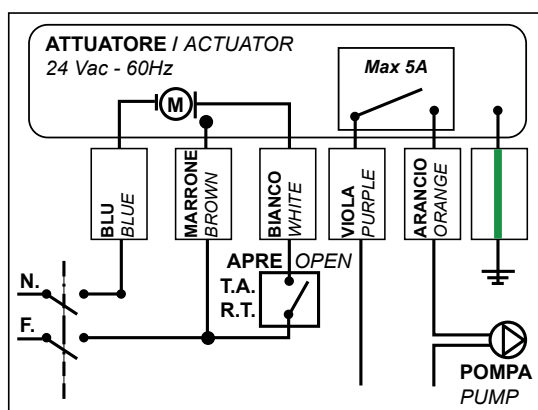 ATTUATORE / ACTUATOR
24 Vac - 60Hz
Max 5A
M
BLU
BLUE
MARRONE
BROWN
BIANCO
WHITE
VIOLA
PURPLE
ARANCIO
ORANGE
APRE OPEN
N.
T.A.
R.T.
F.
POMPA
PUMP